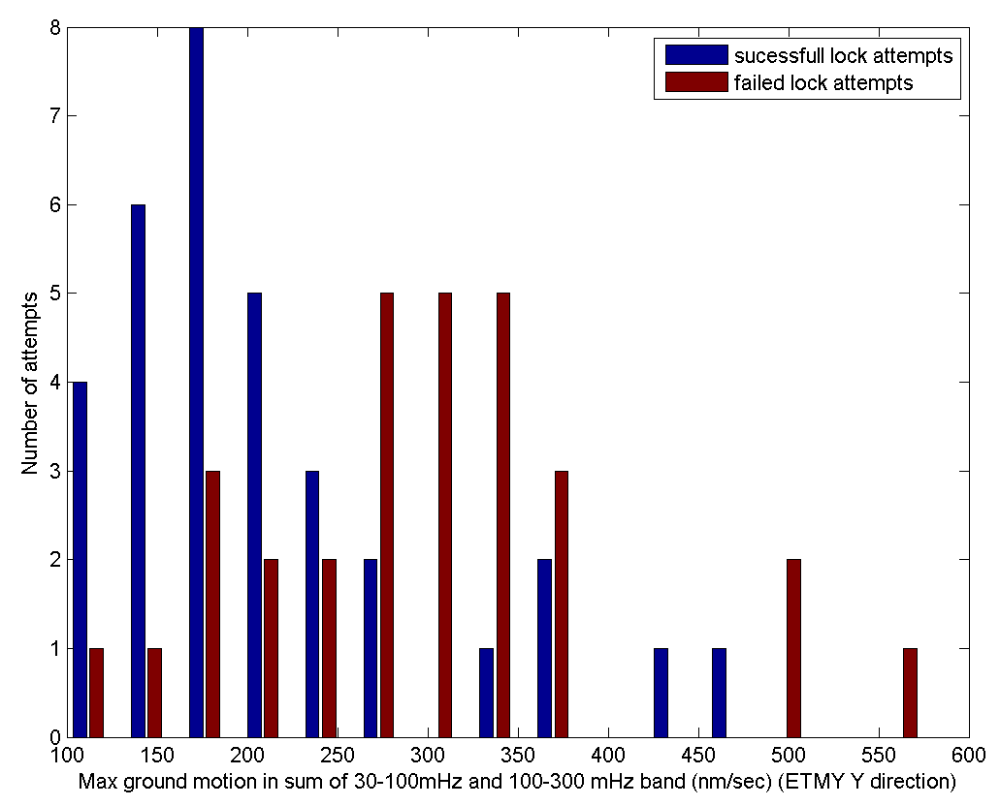 8
7
6
5
4
3
2
1
0
Number of attempts
sucessfull lock attempts
failed lock attempts
100 150 200 250 300 350 400 450 500 550 600
Max ground motion in sum of 30-100mHz and 100-300 mHz band (nm/sec) (ETMY Y direction)